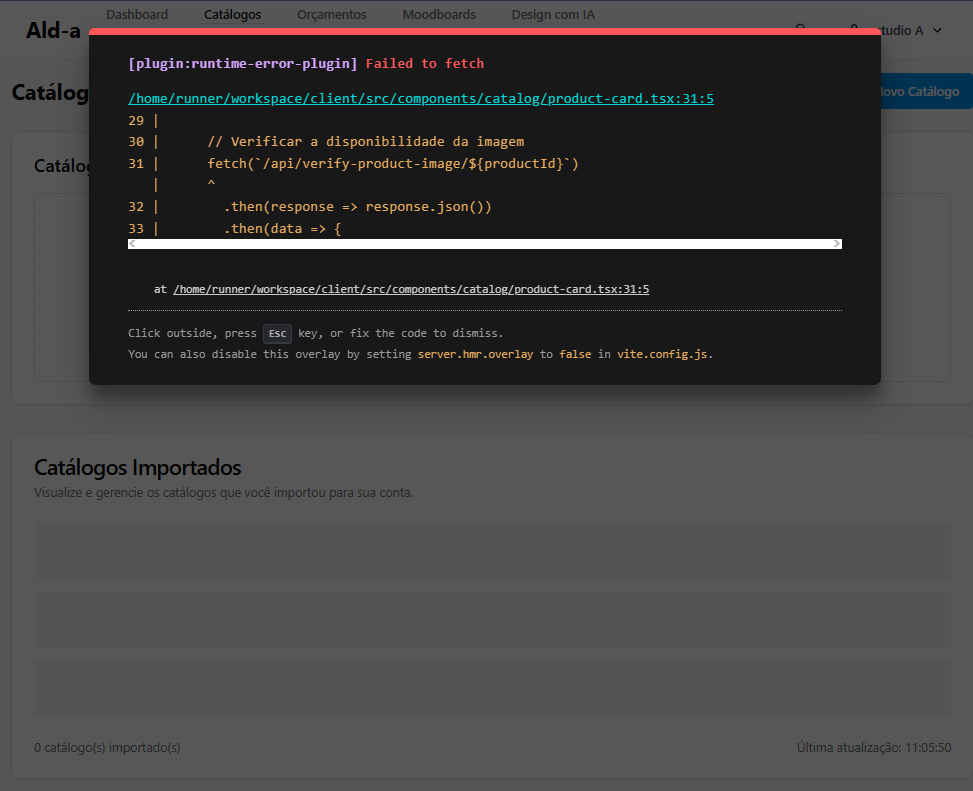 Dashboard Catálogos Orçamentos Moodboards Design com IA
Ald-a
tudio A
[plugin:runtime-error-plugin] Failed to fetch
Catálog
ovo Catálogo
/home/runner/workspace/client/src/components/catalog/product-card.tsx:31:5
29 |
30 |      // Verificar a disponibilidade da imagem
31 |      fetch(`/api/verify-product-image/${productId}`)
|      ^
32 |        .then(response => response.json())
33 |        .then(data => {
Catálog
at /home/runner/workspace/client/src/components/catalog/product-card.tsx:31:5
Click outside, press Esc key, or fix the code to dismiss.
You can also disable this overlay by setting server.hmr.overlay to false in vite.config.js.
Catálogos Importados
Visualize e gerencie os catálogos que você importou para sua conta.
0 catálogo(s) importado(s)
Última atualização: 11:05:50